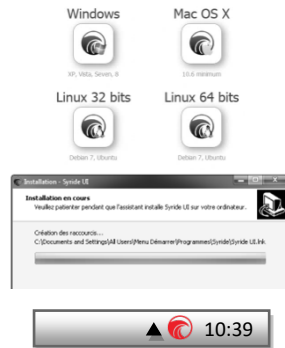 Windows Mac OS X
XP, Vista, Seven, 8 10.6 minimum
Linux 32 bits Linux 64 bits
Debian 7, Ubuntu Debian 7, Ubuntu
Installation - Syride UI
Installation en cours
Veuillez patienter pendant que l'assistant installe Syride UI sur votre ordinateur.
Création des raccourcis...
C:\Documents and Settings\All Users\Menu Démarrer\Programmes\Syride\Syride UI.lnk
10:39